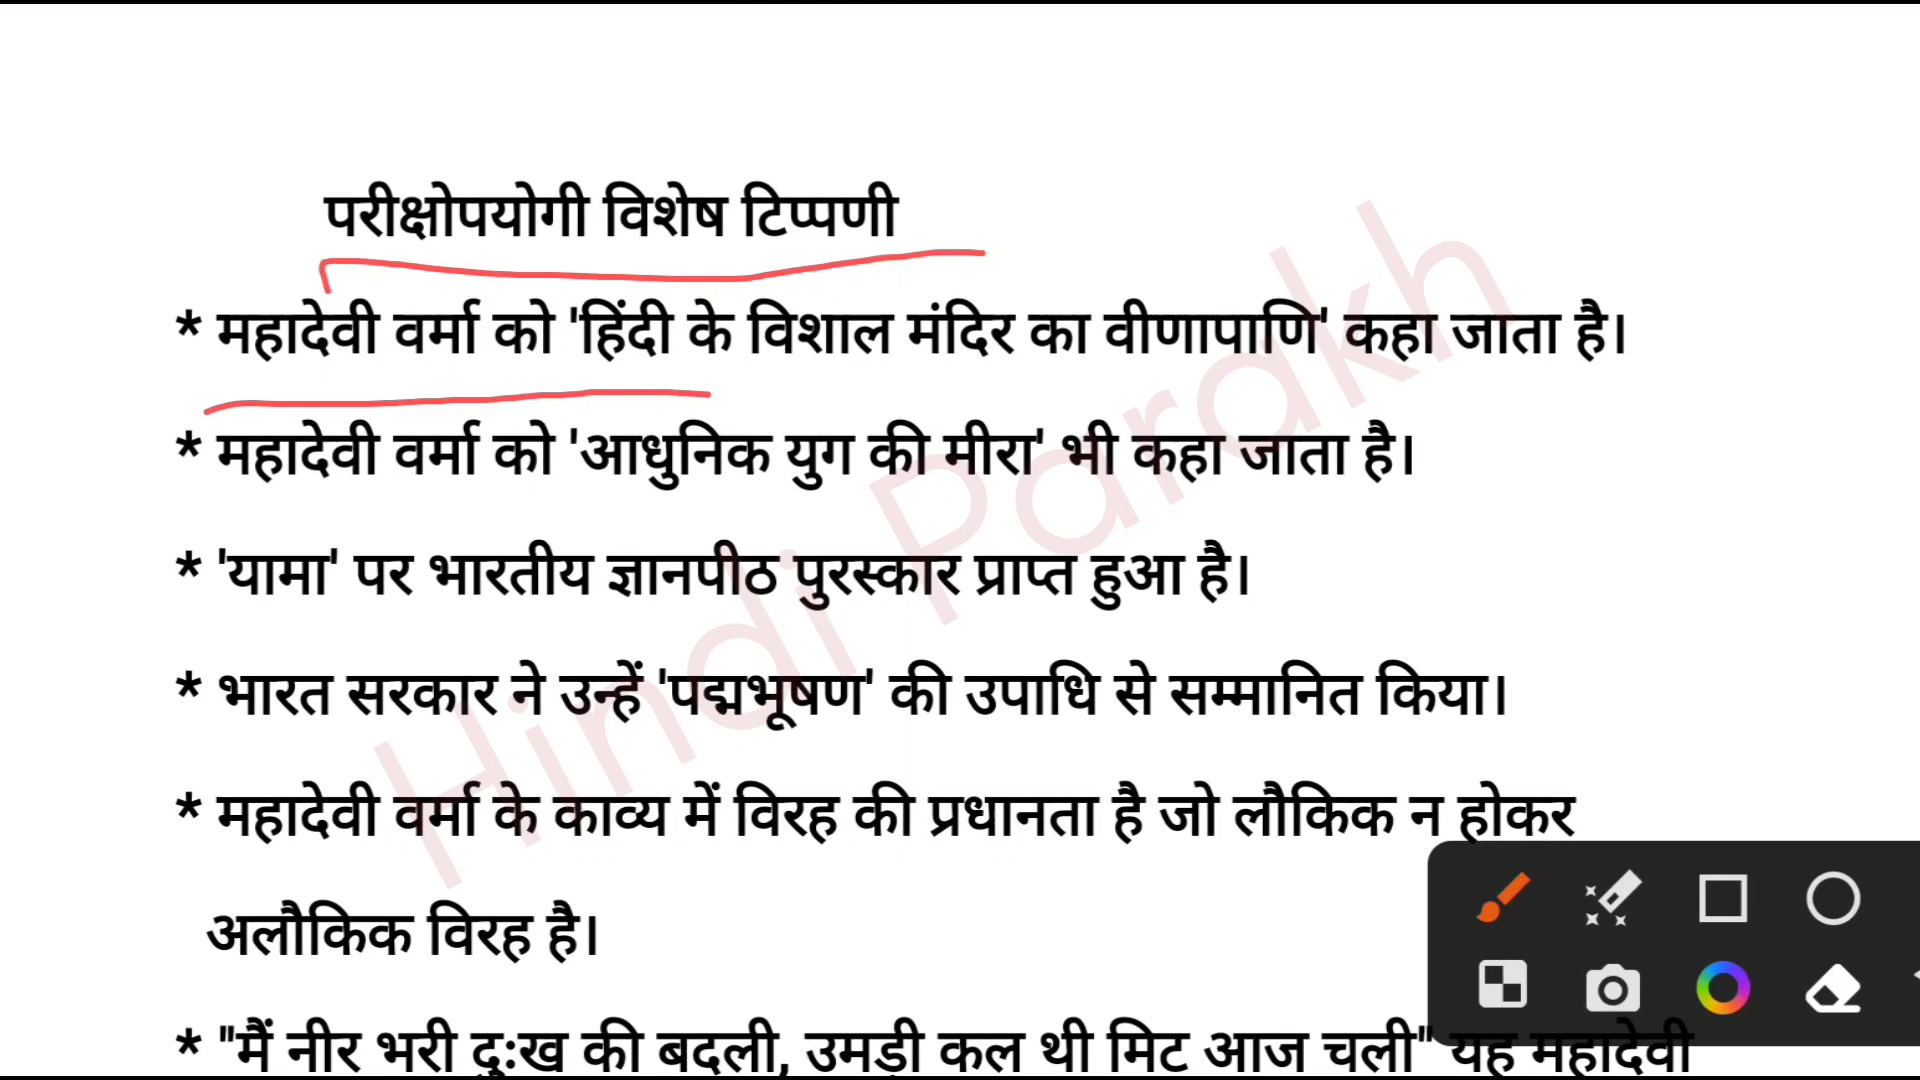 परीक्षोपयोगी विशेष टिप्पणी
* महादेवी वर्मा को 'हिंदी के विशाल मंदिर का वीणापाणि' कहा जाता है।
* महादेवी वर्मा को 'आधुनिक युग की मीरा' भी कहा जाता है।
* 'यामा' पर भारतीय ज्ञानपीठ पुरस्कार प्राप्त हुआ है।
* भारत सरकार ने उन्हें 'पद्मभूषण' की उपाधि से सम्मानित किया।
* महादेवी वर्मा के काव्य में विरह की प्रधानता है जो लौकिक न होकर
अलौकिक विरह है।
* "मैं नीर भरी दुःख की बदली, उमड़ी कल थी मिट आज चली" यह महादेवी
Hindi Parakh